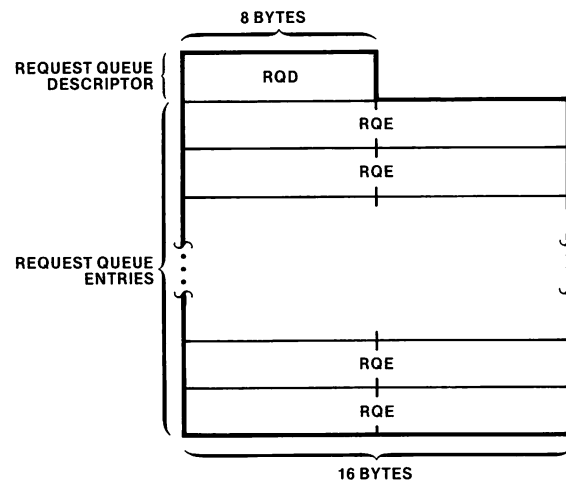 8 BYTES
REQUEST QUEUE
DESCRIPTOR
RQD
RQE
RQE
REQUEST QUEUE
ENTRIES
RQE
RQE
16 BYTES